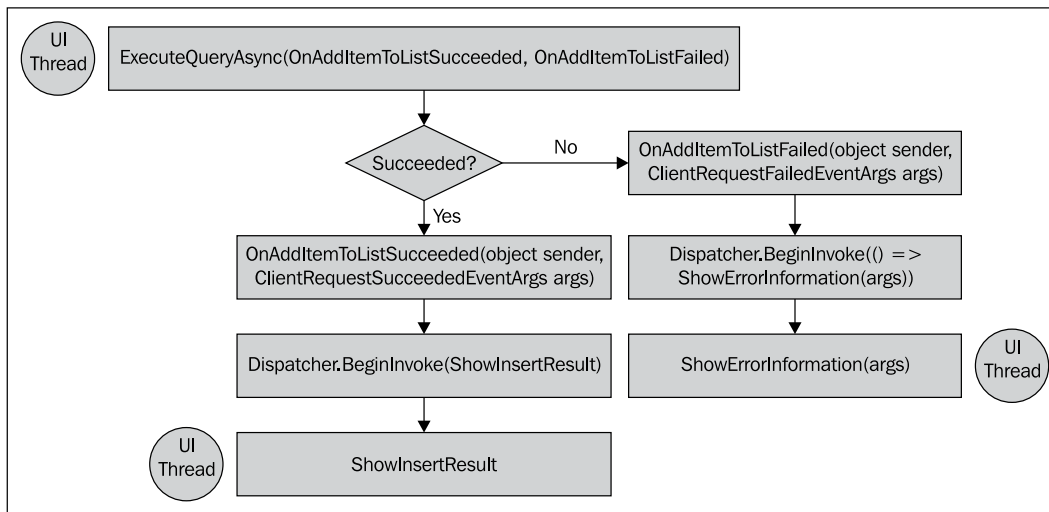 UI
Thread
ExecuteQueryAsync(OnAddItemToListSucceeded, OnAddItemToListFailed)
Succeeded?
No
OnAddItemToListFailed(object sender,
ClientRequestFailedEventArgs args)
Yes
OnAddItemToListSucceeded(object sender,
ClientRequestSucceededEventArgs args)
Dispatcher.BeginInvoke(() =>
ShowErrorInformation(args))
Dispatcher.BeginInvoke(ShowInsertResult)
ShowErrorInformation(args)
UI
Thread
UI
Thread
ShowInsertResult